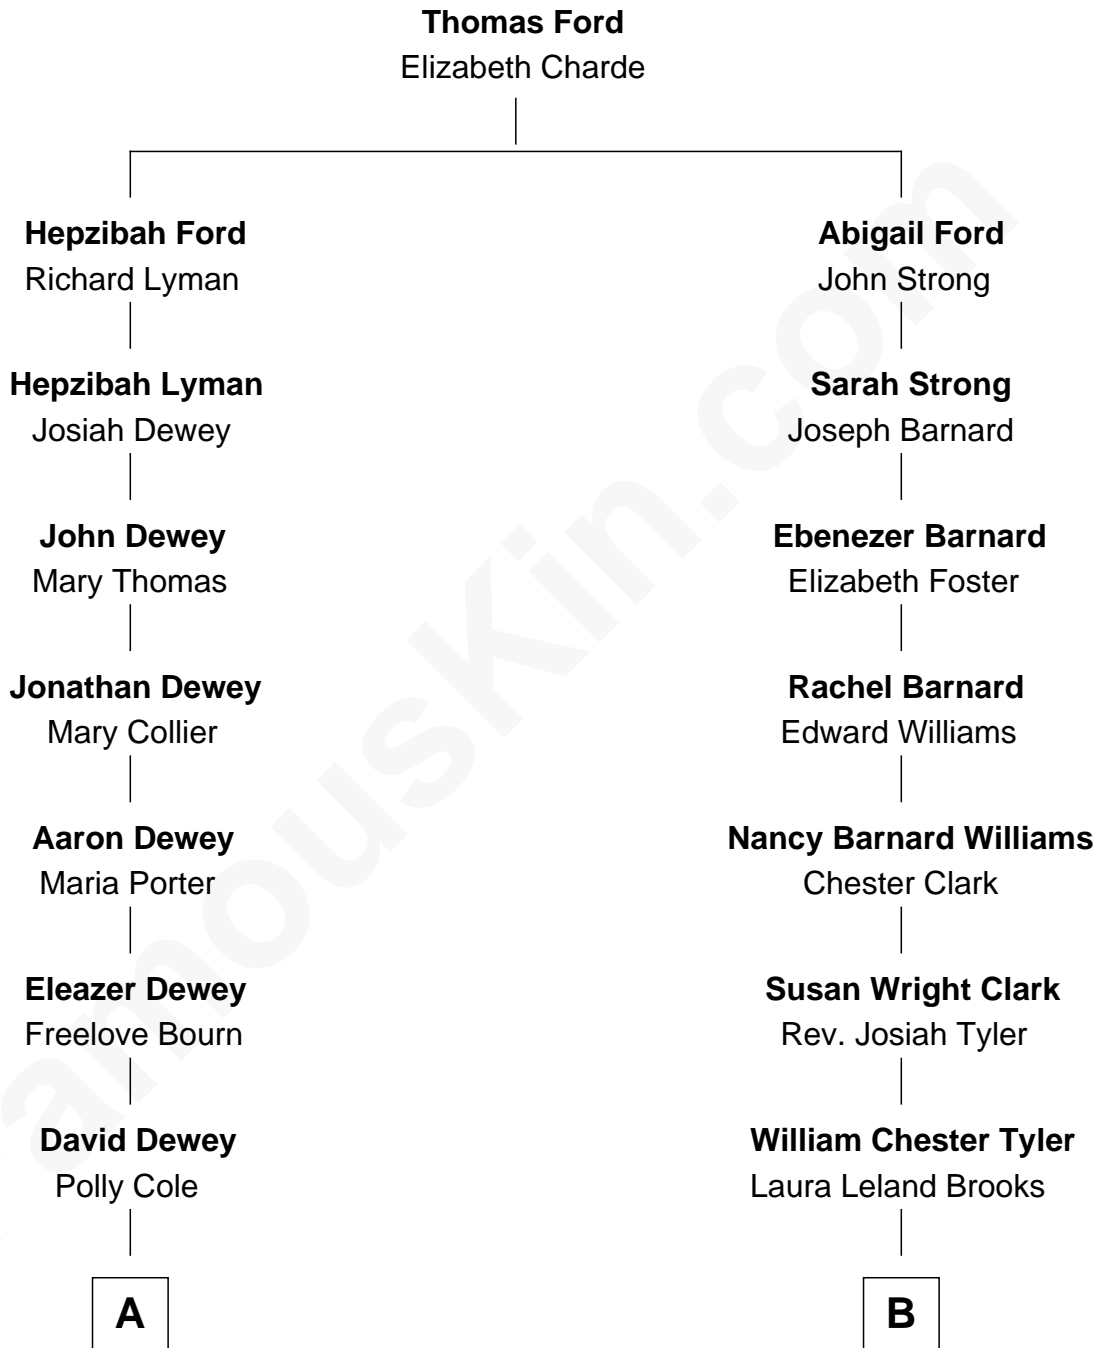 Thomas Ford
Elizabeth Charde
Hepzibah Ford
Richard Lyman
Abigail Ford
John Strong
Hepzibah Lyman
Josiah Dewey
Sarah Strong
Joseph Barnard
John Dewey
Mary Thomas
Ebenezer Barnard
Elizabeth Foster
Jonathan Dewey
Mary Collier
Rachel Barnard
Edward Williams
Aaron Dewey
Maria Porter
Nancy Barnard Williams
Chester Clark
Eleazer Dewey
Freelove Bourn
Susan Wright Clark
Rev. Josiah Tyler
David Dewey
Polly Cole
William Chester Tyler
Laura Leland Brooks
A
B
amousKin.com